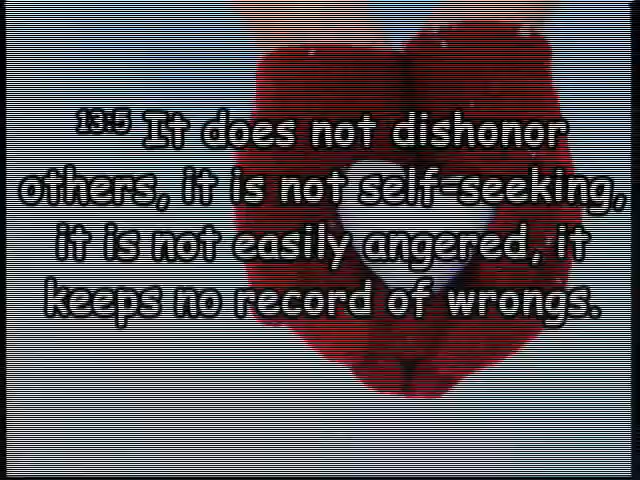 13:5 It does not dishonor
others, it is not self-seeking,
it is not easily angered, it
keeps no record of wrongs.